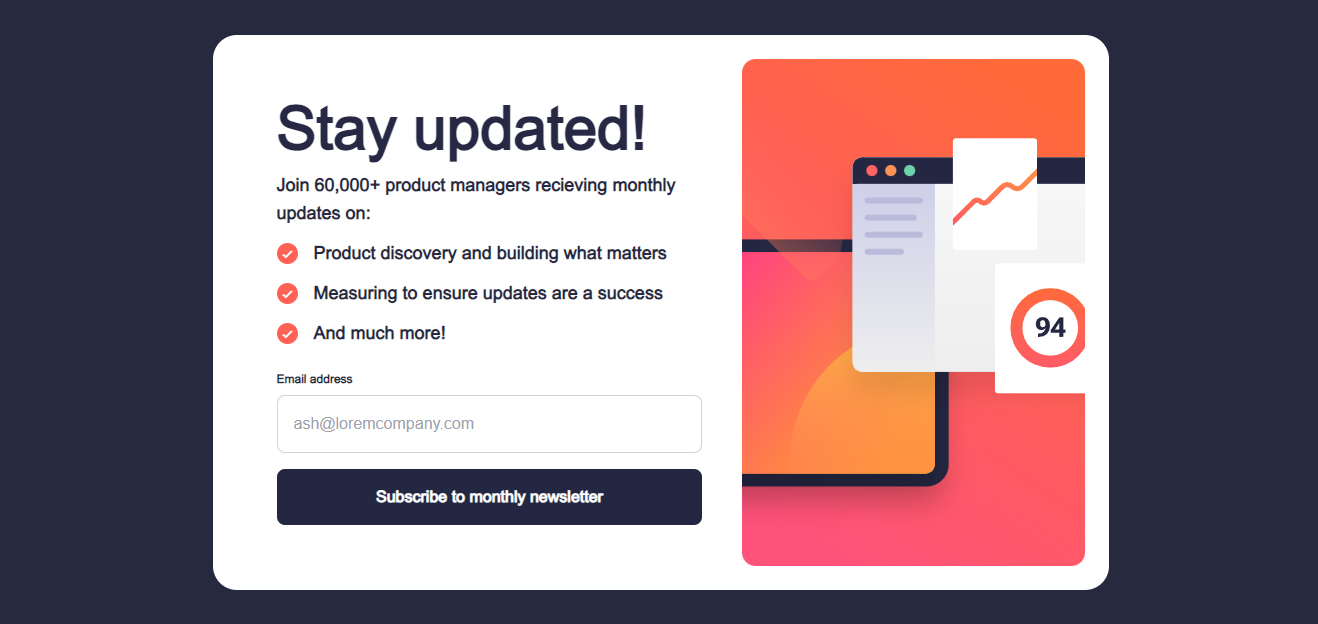 Stay updated!
Join 60,000+ product managers recieving monthly
updates on:
Product discovery and building what matters
Measuring to ensure updates are a success
And much more!
Email address
ash@loremcompany.com
Subscribe to monthly newsletter
94